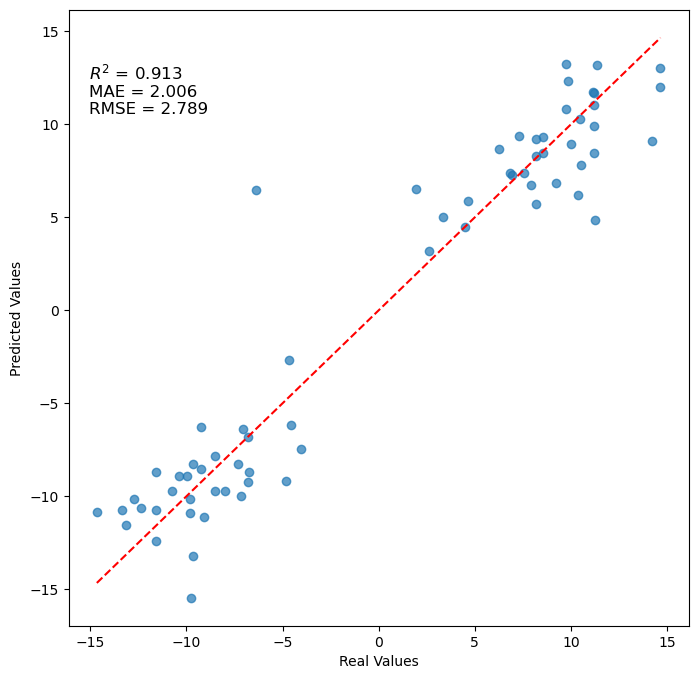 R² = 0.913
MAE = 2.006
RMSE = 2.789
15
10
5
0
−5
−10
−15
Predicted Values
−15 −10 −5 0 5 10 15
Real Values